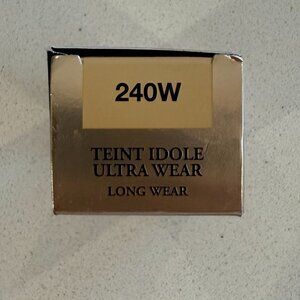 240W
TEINT IDOLE
ULTRA WEAR
LONG WEAR